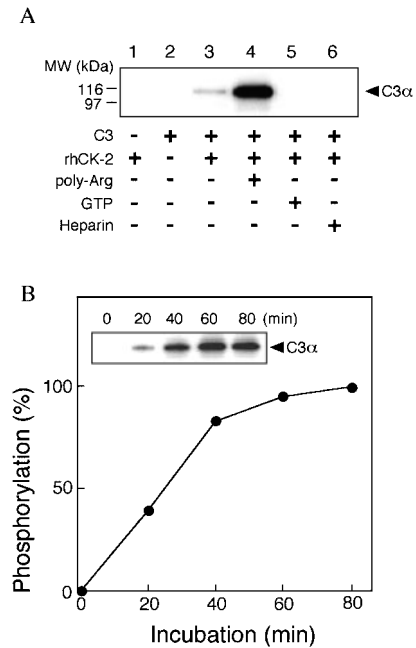 A
1 2 3 4 5 6
MW (kDa)
116
97
C3α
C3 - + + + + +
rhCK-2 + - + + + +
poly-Arg - - - + - -
GTP - - - - + -
Heparin - - - - - +
B
0 20 40 60 80 (min)
C3α
Phosphorylation (%)
100
50
0
0 20 40 60 80
Incubation (min)